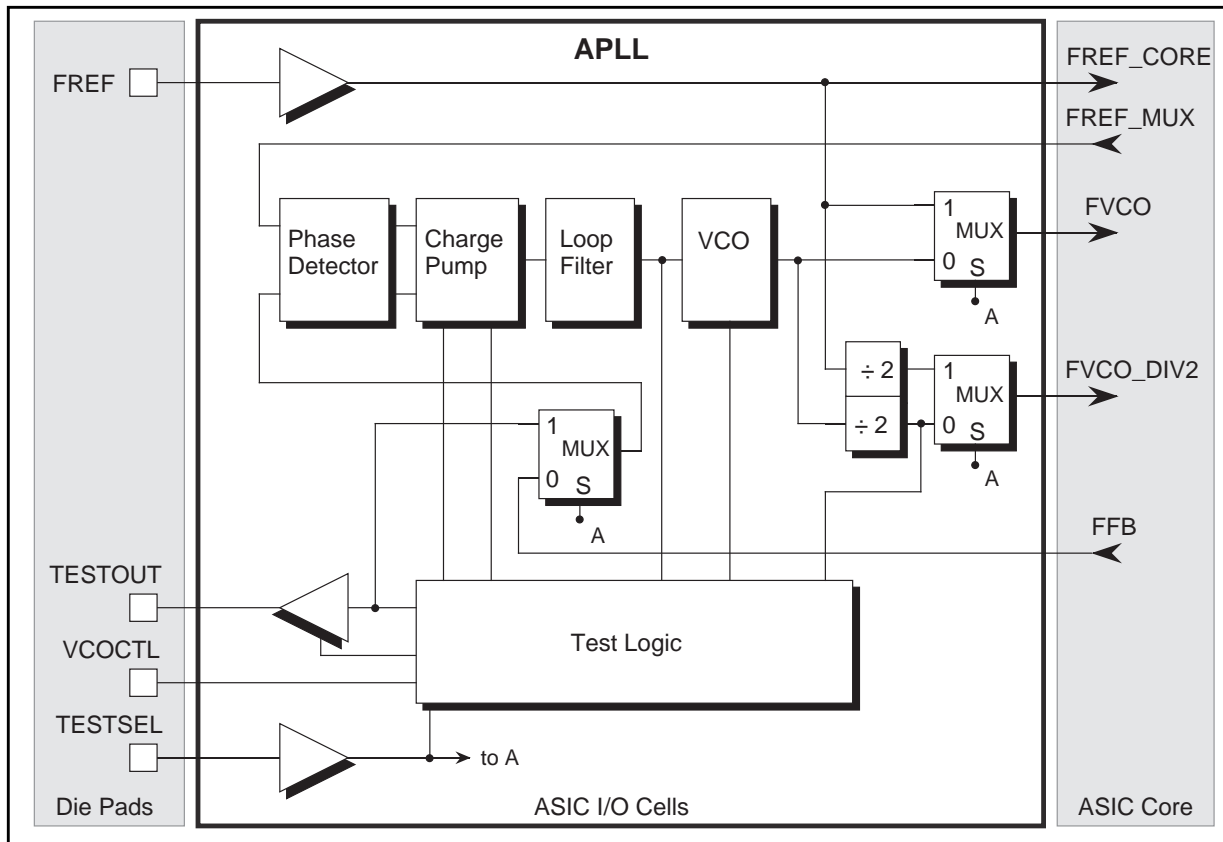 APLL
FREF
FREF_CORE
FREF_MUX
Phase
Detector
Charge
Pump
Loop
Filter
VCO
1
MUX
0 S
A
FVCO
÷ 2
÷ 2
1
MUX
0 S
A
FVCO_DIV2
1
MUX
0 S
A
FFB
TESTOUT
VCOCTL
TESTSEL
Test Logic
to A
Die Pads
ASIC I/O Cells
ASIC Core